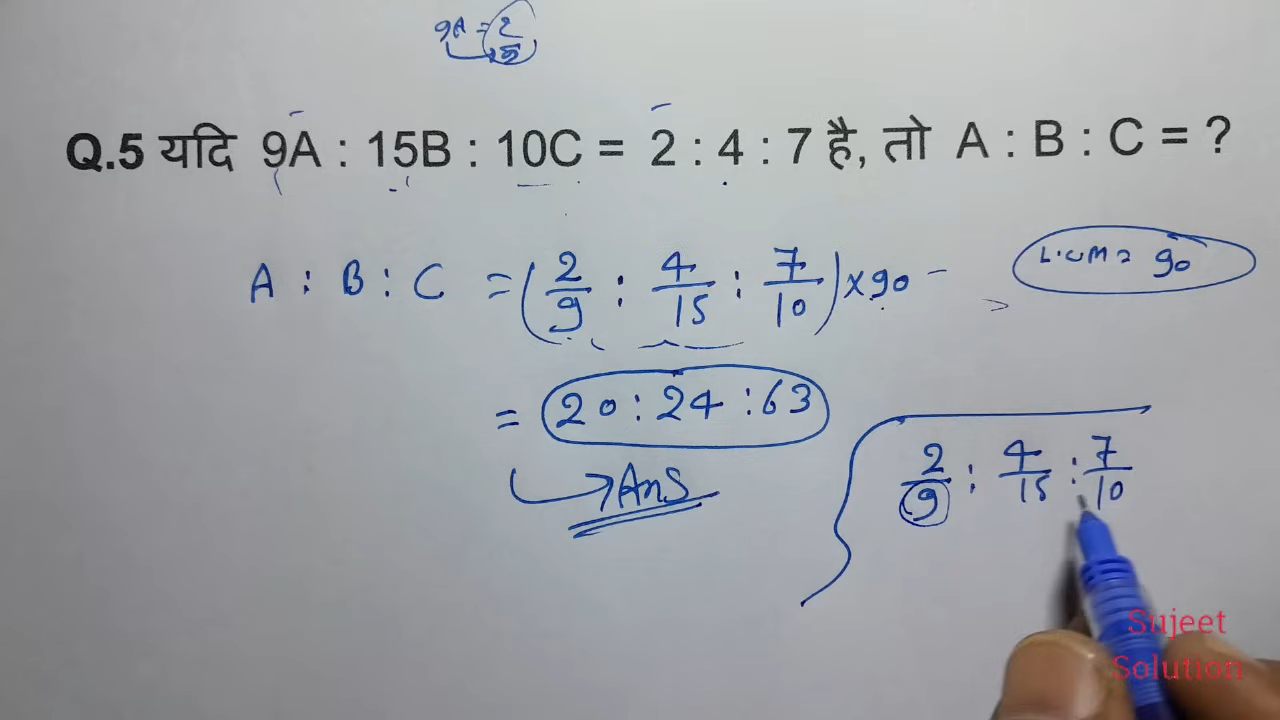 9A = 2
Q.5 यदि 9A : 15B : 10C = 2 : 4 : 7 है, तो A : B : C = ?
A : B : C = (2/9 : 4/15 : 7/10) × 90
L.C.M = 90
= 20 : 24 : 63
Ans
2/9 : 4/15 : 7/10
Sujeet
Solution